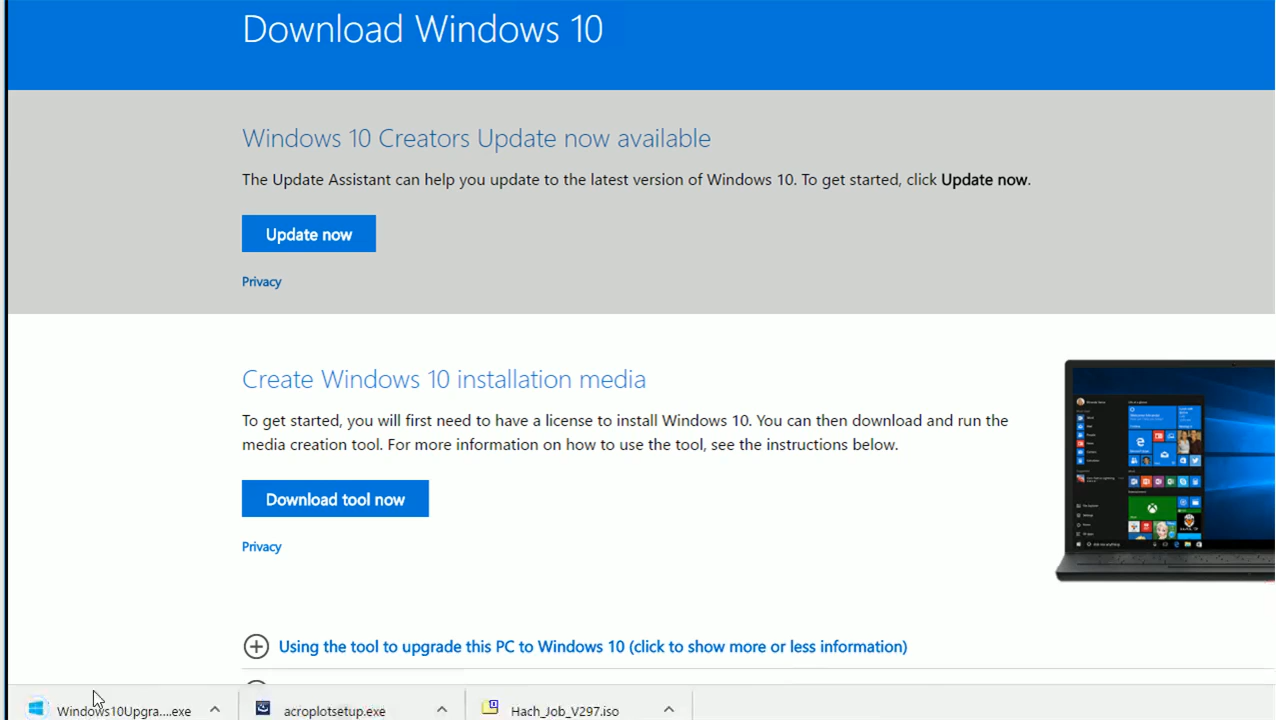 Download Windows 10
Windows 10 Creators Update now available
The Update Assistant can help you update to the latest version of Windows 10. To get started, click Update now.
Update now
Privacy
Create Windows 10 installation media
To get started, you will first need to have a license to install Windows 10. You can then download and run the
media creation tool. For more information on how to use the tool, see the instructions below.
Download tool now
Privacy
Using the tool to upgrade this PC to Windows 10 (click to show more or less information)
Windows10Upgra....exe
acroplotsetup.exe
Hach_Job_V297.iso